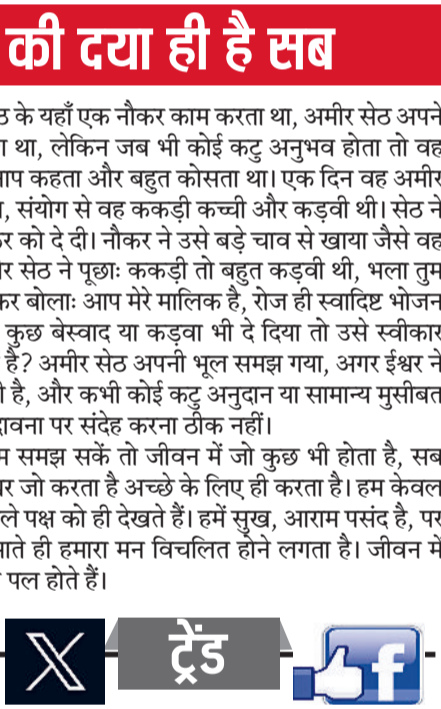 की दया ही है सब
ठ के यहाँ एक नौकर काम करता था, अमीर सेठ अपने
था, लेकिन जब भी कोई कटु अनुभव होता तो वह
कहता और बहुत कोसता था। एक दिन वह अमीर
संयोग से वह ककड़ी कच्ची और कड़वी थी। सेठ ने
को दे दी। नौकर ने उसे बड़े चाव से खाया जैसे वह
सेठ ने पूछाः ककड़ी तो बहुत कड़वी थी, भला तुम
बोलाः आप मेरे मालिक है, रोज ही स्वादिष्ट भोजन
कुछ बेस्वाद या कड़वा भी दे दिया तो उसे स्वीकार
है? अमीर सेठ अपनी भूल समझ गया, अगर ईश्वर ने
है, और कभी कोई कटु अनुदान या सामान्य मुसीबत
पर संदेह करना ठीक नहीं।
समझ सकें तो जीवन में जो कुछ भी होता है, सब
जो करता है अच्छे के लिए ही करता है। हम केवल
पक्ष को ही देखते हैं। हमें सुख, आराम पसंद है, पर
ही हमारा मन विचलित होने लगता है। जीवन में
पल होते हैं।
X ट्रेंड f